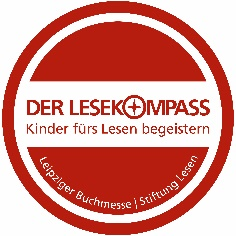 DER LESEKOMPASS
Kinder fürs Lesen begeistern
Leipziger Buchmesse | Stiftung Lesen